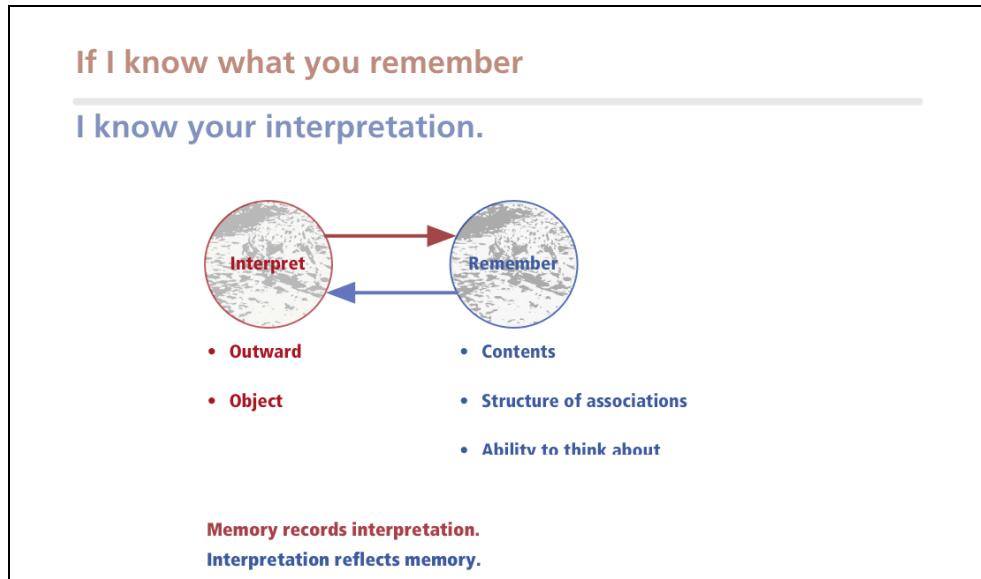 If I know what you remember
I know your interpretation.
Interpret
Remember
• Outward
• Object
• Contents
• Structure of associations
• Ability to think about
Memory records interpretation.
Interpretation reflects memory.